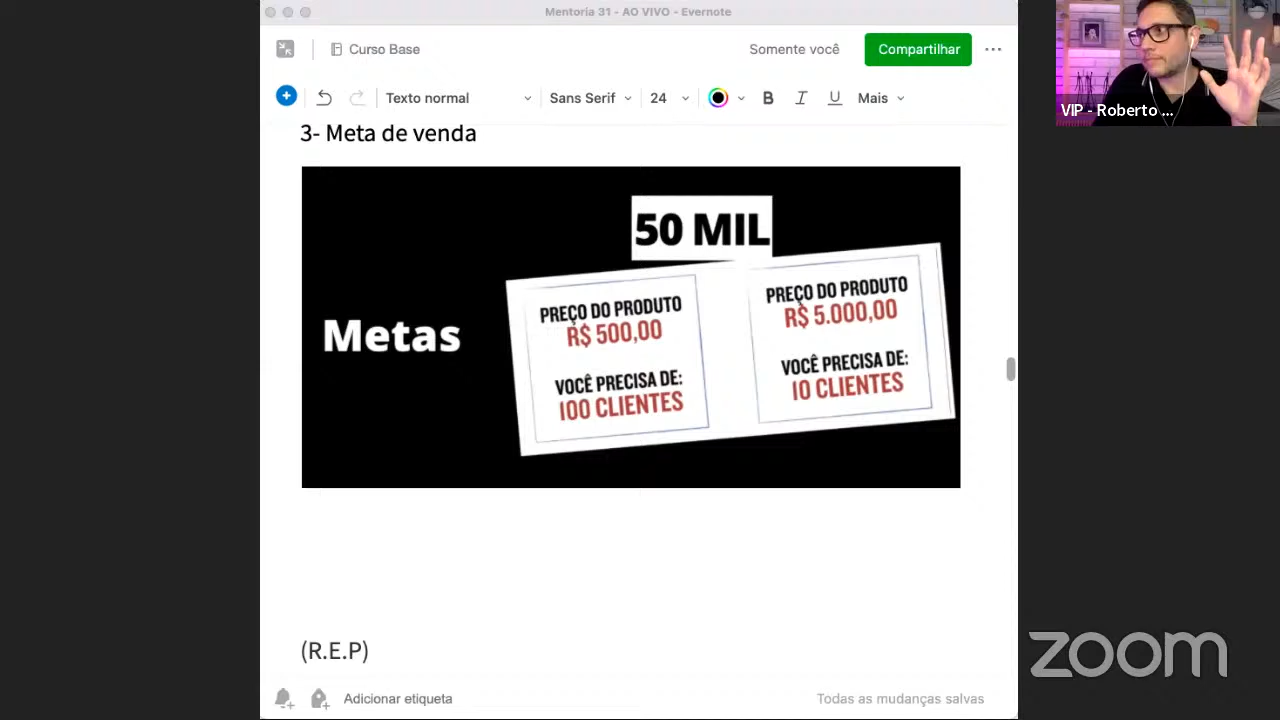 Mentoria 31 - AO VIVO - Evernote
Curso Base
Somente você
Compartilhar
Texto normal
Sans Serif
24
B
I
U
Mais
VIP - Roberto ...
3- Meta de venda
50 MIL
Metas
PREÇO DO PRODUTO
R$ 500,00
VOCÊ PRECISA DE:
100 CLIENTES
PREÇO DO PRODUTO
R$ 5.000,00
VOCÊ PRECISA DE:
10 CLIENTES
(R.E.P)
Adicionar etiqueta
Todas as mudanças salvas
zoom